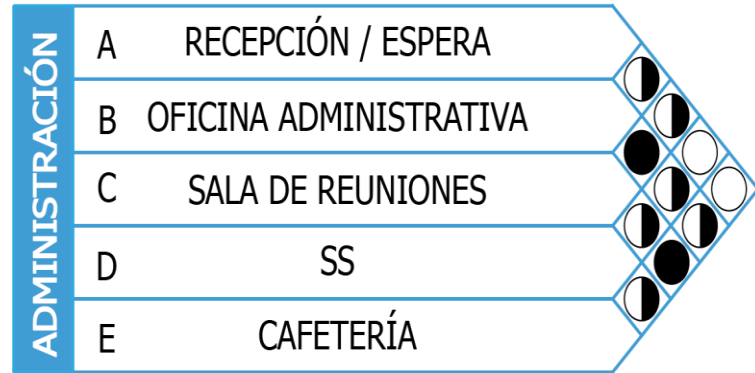 ADMINISTRACIÓN
A RECEPCIÓN / ESPERA
B OFICINA ADMINISTRATIVA
C SALA DE REUNIONES
D SS
E CAFETERÍA